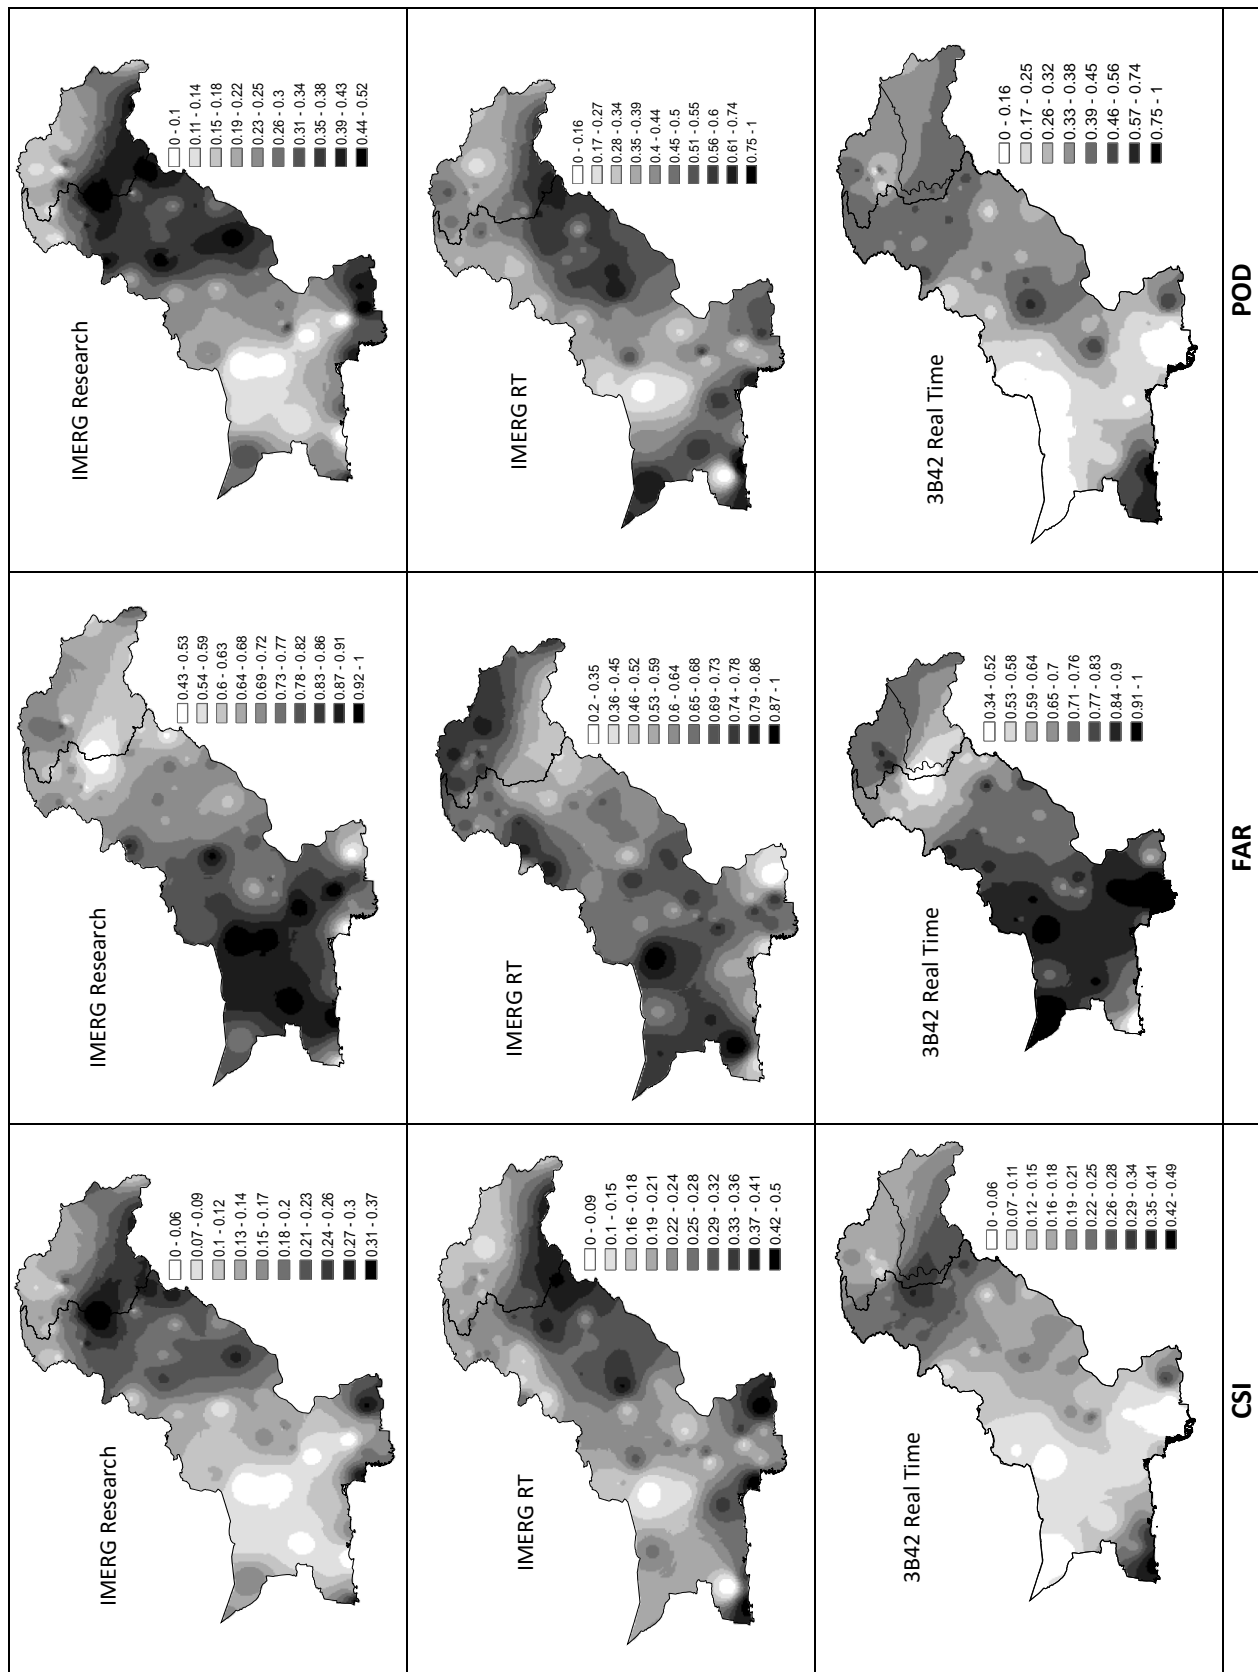 IMERG Research
0 - 0.06
0.07 - 0.09
0.1 - 0.12
0.13 - 0.14
0.15 - 0.17
0.18 - 0.2
0.21 - 0.23
0.24 - 0.26
0.27 - 0.3
0.31 - 0.37
IMERG Research
0.43 - 0.53
0.54 - 0.59
0.6 - 0.63
0.64 - 0.68
0.69 - 0.72
0.73 - 0.77
0.78 - 0.82
0.83 - 0.86
0.87 - 0.91
0.92 - 1
IMERG Research
0 - 0.1
0.11 - 0.14
0.15 - 0.18
0.19 - 0.22
0.23 - 0.25
0.26 - 0.3
0.31 - 0.34
0.35 - 0.38
0.39 - 0.43
0.44 - 0.52
IMERG RT
0 - 0.09
0.1 - 0.15
0.16 - 0.18
0.19 - 0.21
0.22 - 0.24
0.25 - 0.28
0.29 - 0.32
0.33 - 0.36
0.37 - 0.41
0.42 - 0.5
IMERG RT
0.2 - 0.35
0.36 - 0.45
0.46 - 0.52
0.53 - 0.59
0.6 - 0.64
0.65 - 0.68
0.69 - 0.73
0.74 - 0.78
0.79 - 0.86
0.87 - 1
IMERG RT
0 - 0.16
0.17 - 0.27
0.28 - 0.34
0.35 - 0.39
0.4 - 0.44
0.45 - 0.5
0.51 - 0.55
0.56 - 0.6
0.61 - 0.74
0.75 - 1
3B42 Real Time
0 - 0.06
0.07 - 0.11
0.12 - 0.15
0.16 - 0.18
0.19 - 0.21
0.22 - 0.25
0.26 - 0.28
0.29 - 0.34
0.35 - 0.41
0.42 - 0.49
3B42 Real Time
0.34 - 0.52
0.53 - 0.58
0.59 - 0.64
0.65 - 0.7
0.71 - 0.76
0.77 - 0.83
0.84 - 0.9
0.91 - 1
3B42 Real Time
0 - 0.16
0.17 - 0.25
0.26 - 0.32
0.33 - 0.38
0.39 - 0.45
0.46 - 0.56
0.57 - 0.74
0.75 - 1
CSI
FAR
POD